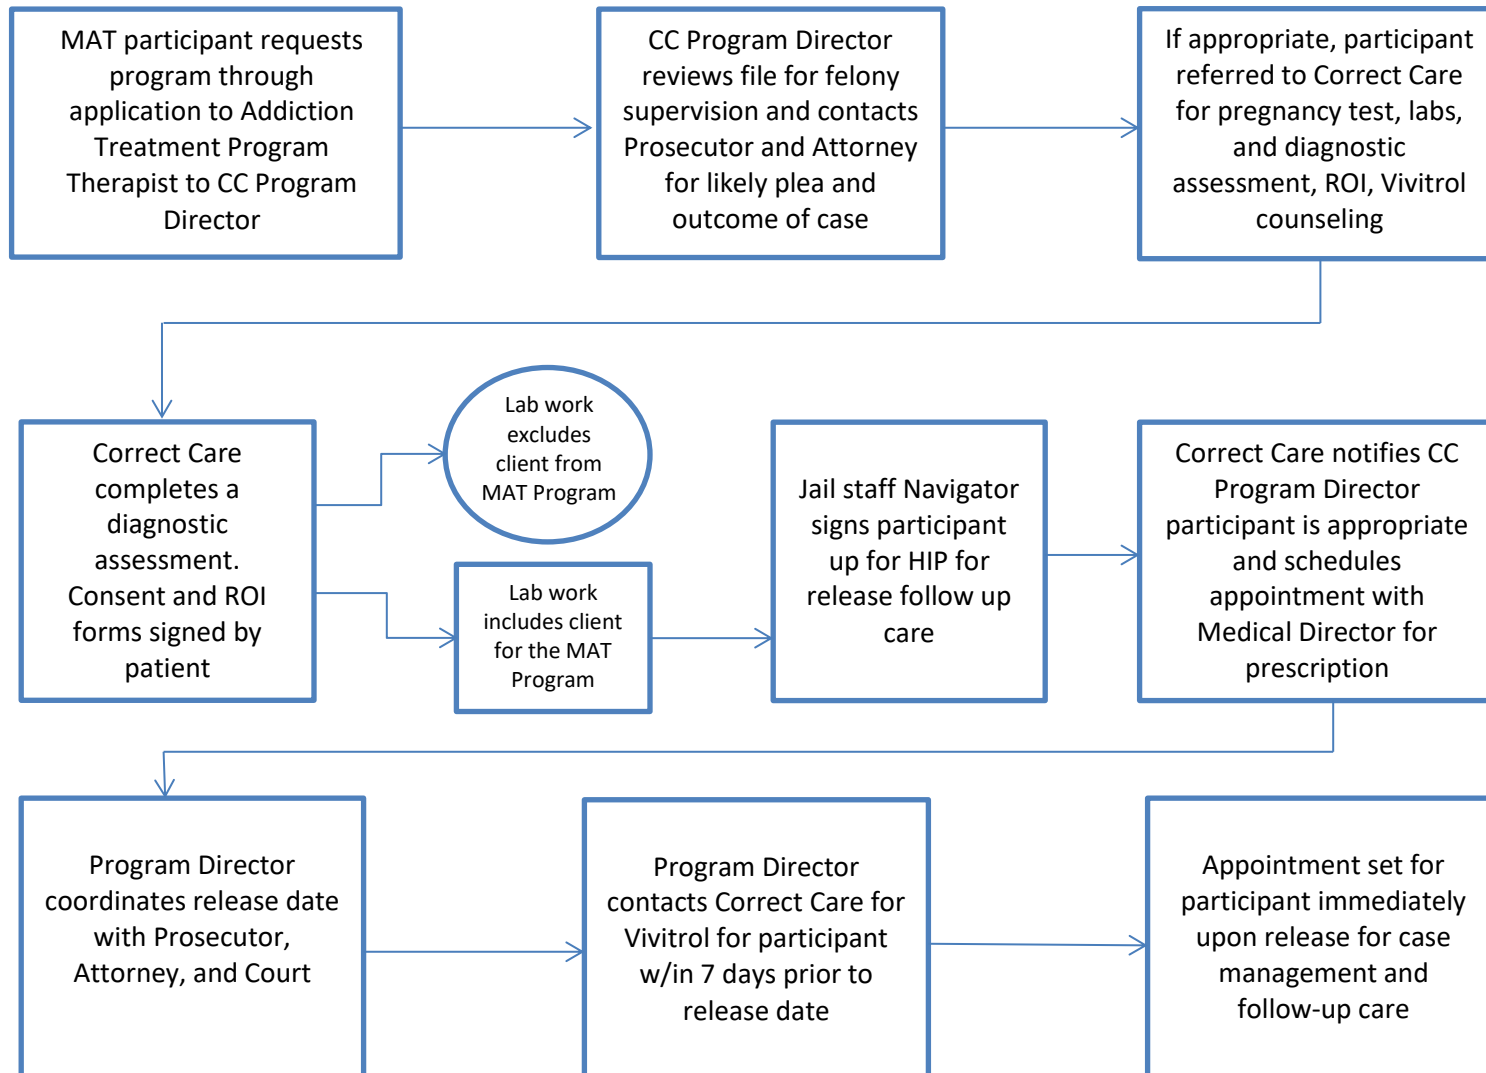 MAT participant requests
program through
application to Addiction
Treatment Program
Therapist to CC Program
Director
CC Program Director
reviews file for felony
supervision and contacts
Prosecutor and Attorney
for likely plea and
outcome of case
If appropriate, participant
referred to Correct Care
for pregnancy test, labs,
and diagnostic
assessment, ROI, Vivitrol
counseling
Correct Care
completes a
diagnostic
assessment.
Consent and ROI
forms signed by
patient
Lab work
excludes
client from
MAT Program
Lab work
includes client
for the MAT
Program
Jail staff Navigator
signs participant
up for HIP for
release follow up
care
Correct Care notifies CC
Program Director
participant is appropriate
and schedules
appointment with
Medical Director for
prescription
Program Director
coordinates release date
with Prosecutor,
Attorney, and Court
Program Director
contacts Correct Care for
Vivitrol for participant
w/in 7 days prior to
release date
Appointment set for
participant immediately
upon release for case
management and
follow-up care